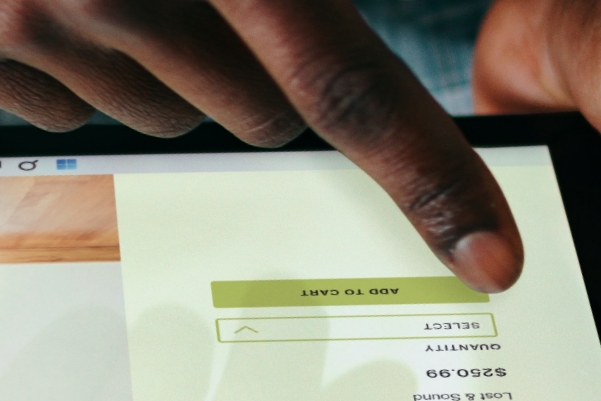 Lost & Sound
$250.99
QUANTITY
SELECT
ADD TO CART